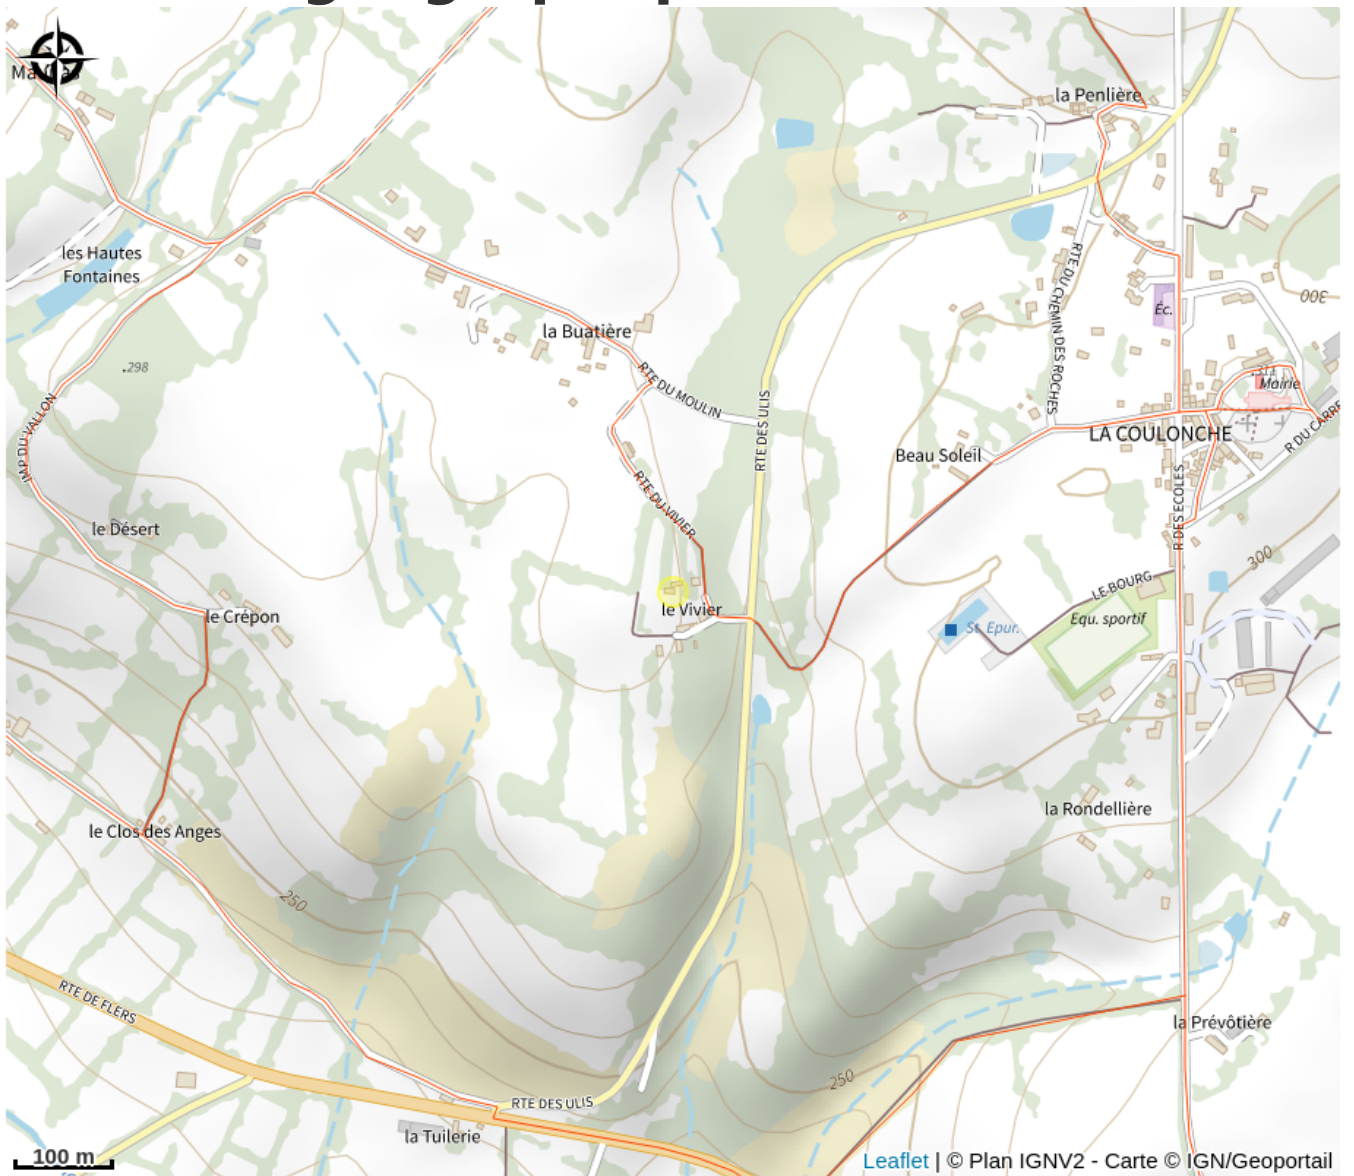 la Penlière
les Hautes
Fontaines
RTE DU CHEMIN DES ROCHES
300
Éc.
la Buatière
.298
RTE DU MOULIN
RTE DES ULIS
Mairie
IMP DU VALLON
LA COULONCHE
R DU CARRE
Beau Soleil
RTE DU VIVIER
R DES ECOLES
le Désert
300
LE BOURG
le Vivier
le Crépon
St. Epur.
Equ. sportif
la Rondellière
le Clos des Anges
250
RTE DE FLERS
la Prévôtière
250
RTE DES ULIS
la Tuilerie
100 m
Leaflet | © Plan IGNV2 - Carte © IGN/Geoportail